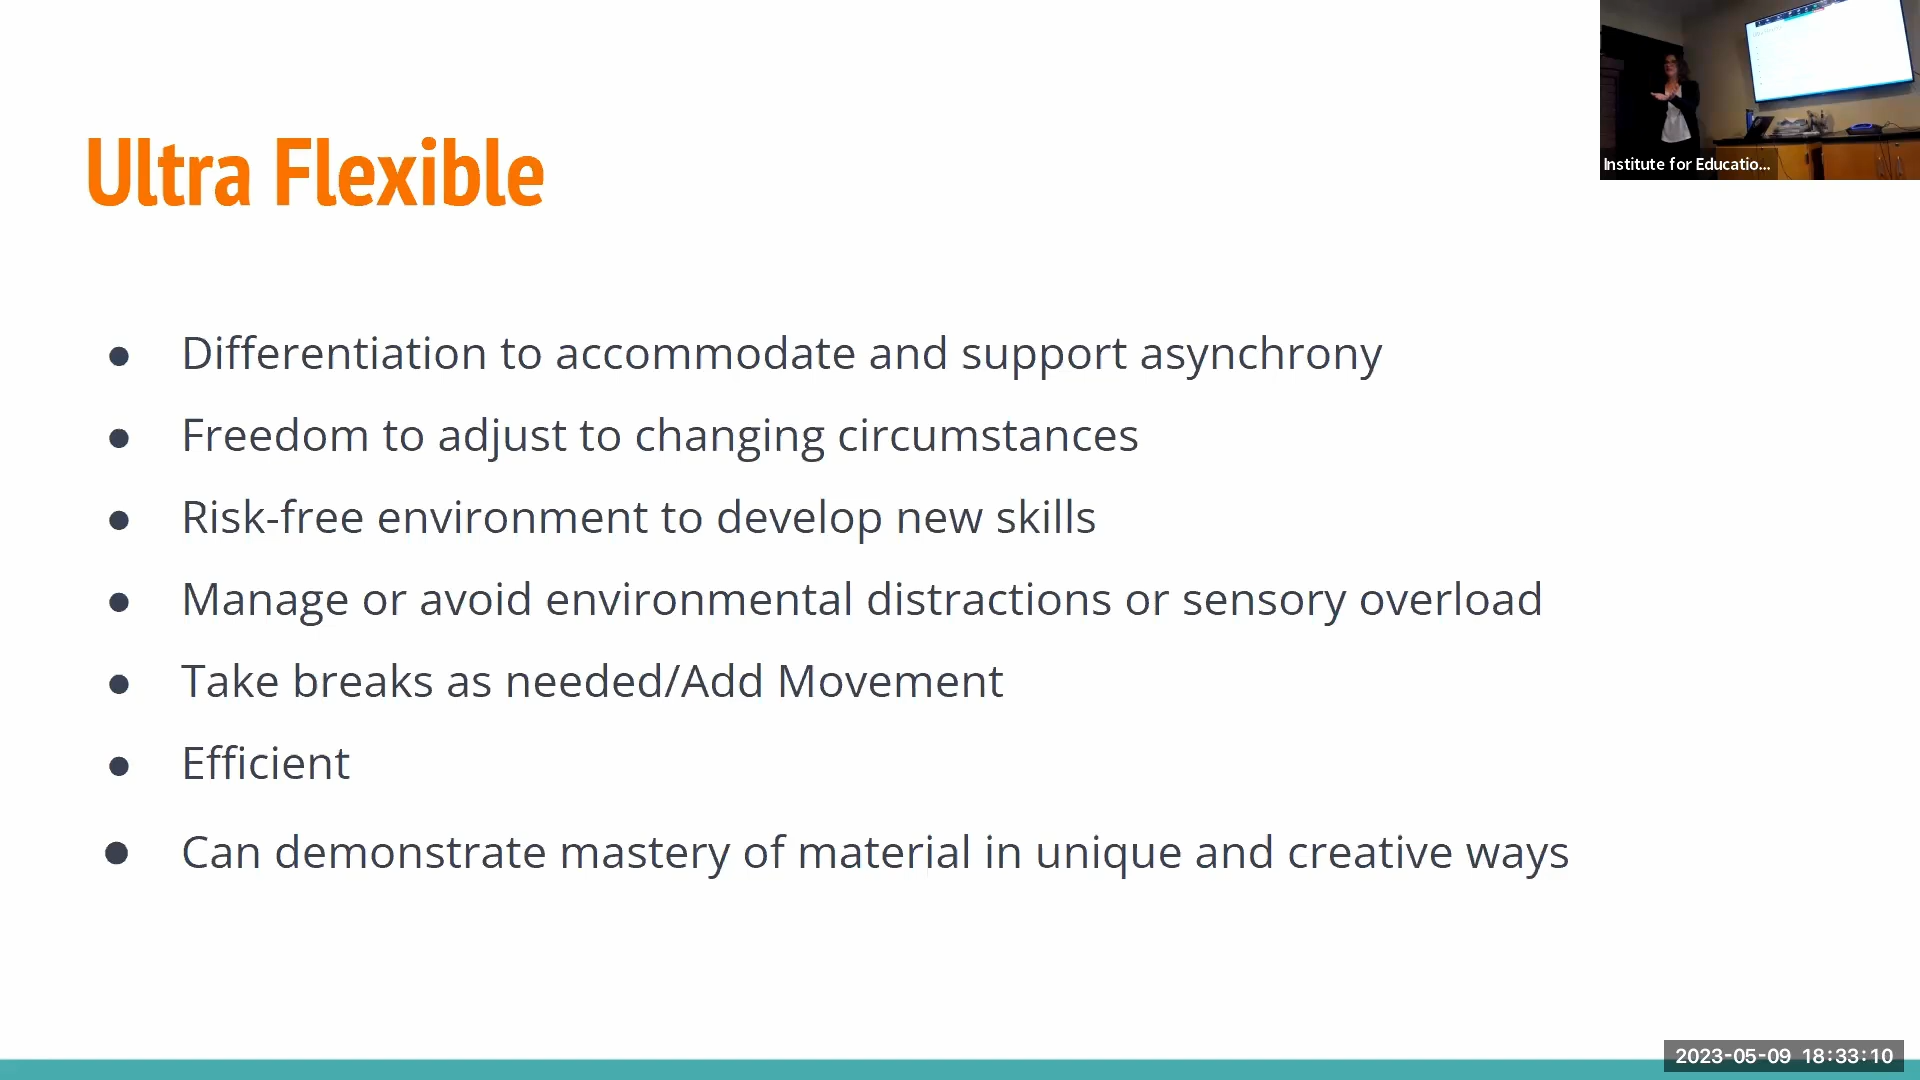 Institute for Educatio...
Ultra Flexible
● Differentiation to accommodate and support asynchrony
● Freedom to adjust to changing circumstances
● Risk-free environment to develop new skills
● Manage or avoid environmental distractions or sensory overload
● Take breaks as needed/Add Movement
● Efficient
● Can demonstrate mastery of material in unique and creative ways
2023-05-09 18:33:10